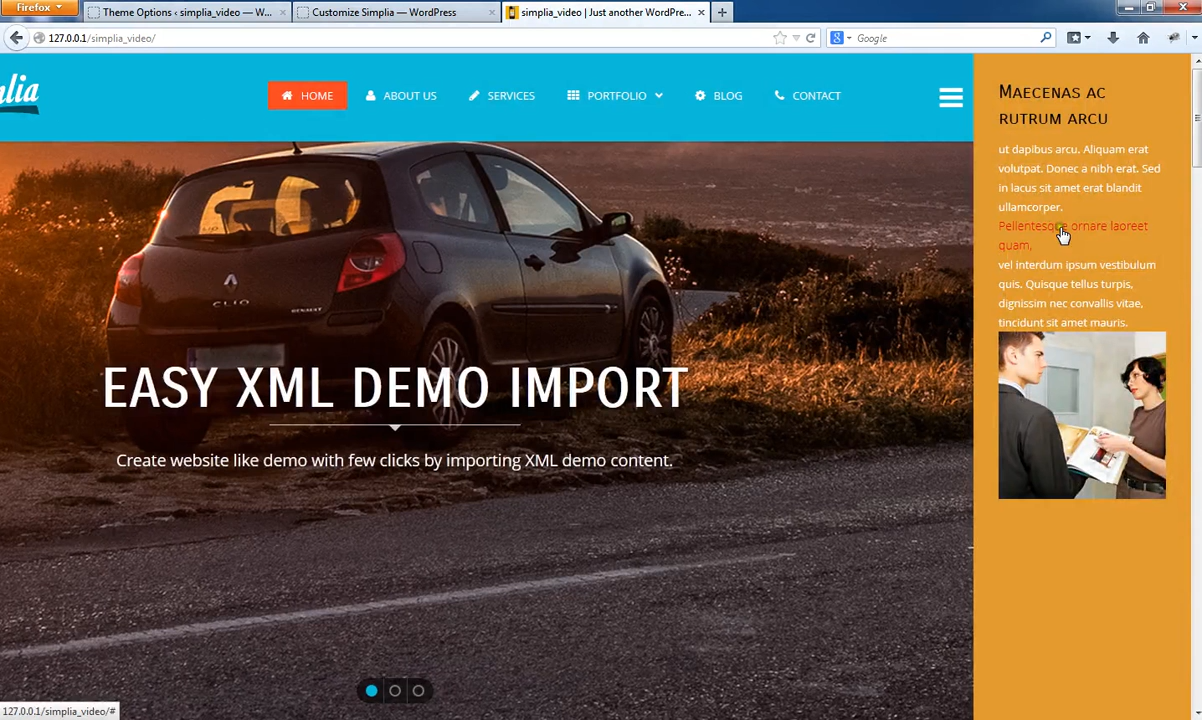 Firefox
Theme Options ‹ simplia_video — W...
Customize Simplia — WordPress
simplia_video | Just another WordPre...
127.0.0.1/simplia_video/
Google
HOME
ABOUT US
SERVICES
PORTFOLIO
BLOG
CONTACT
Maecenas ac
rutrum arcu
ut dapibus arcu. Aliquam erat
volutpat. Donec a nibh erat. Sed
in lacus sit amet erat blandit
ullamcorper.
Pellentesque ornare laoreet
quam,
vel interdum ipsum vestibulum
quis. Quisque tellus turpis,
dignissim nec convallis vitae,
tincidunt sit amet mauris.
CLIO
RENAULT
EASY XML DEMO IMPORT
Create website like demo with few clicks by importing XML demo content.
127.0.0.1/simplia_video/#